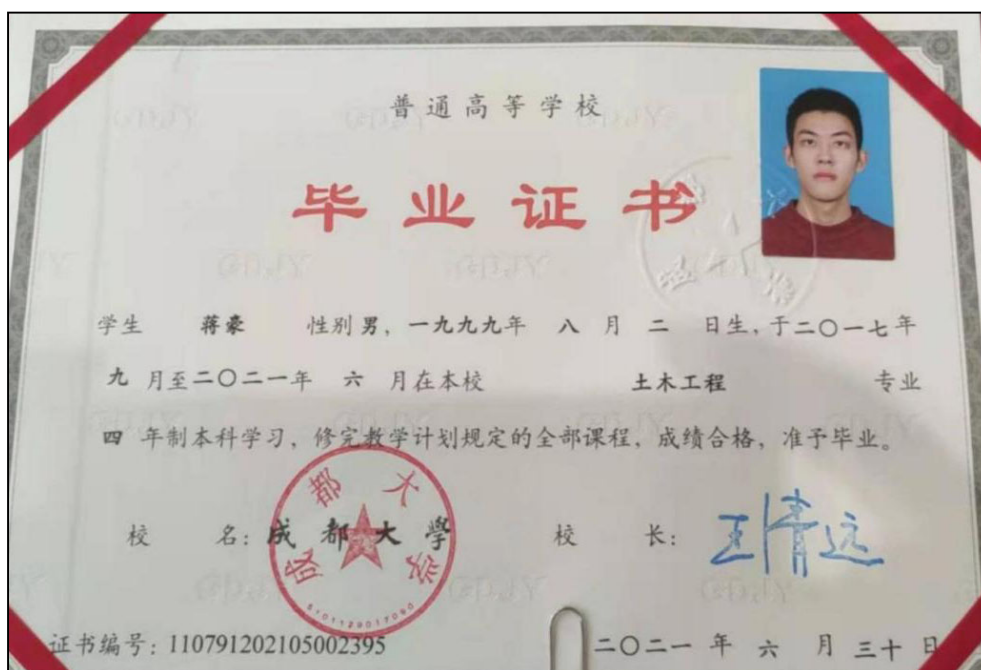 普通高等学校
毕业证书
学生 蒋豪 性别 男，一九九九年 八 月 二 日生，于二〇一七年
九 月至二〇二一年 六 月在本校 土木工程 专业
四 年制本科学习，修完教学计划规定的全部课程，成绩合格，准予毕业。
校 名：成都大學 校 长：王清远
成都大学
5101129017090
证书编号：110791202105002395 二〇二一 年 六 月 三十 日